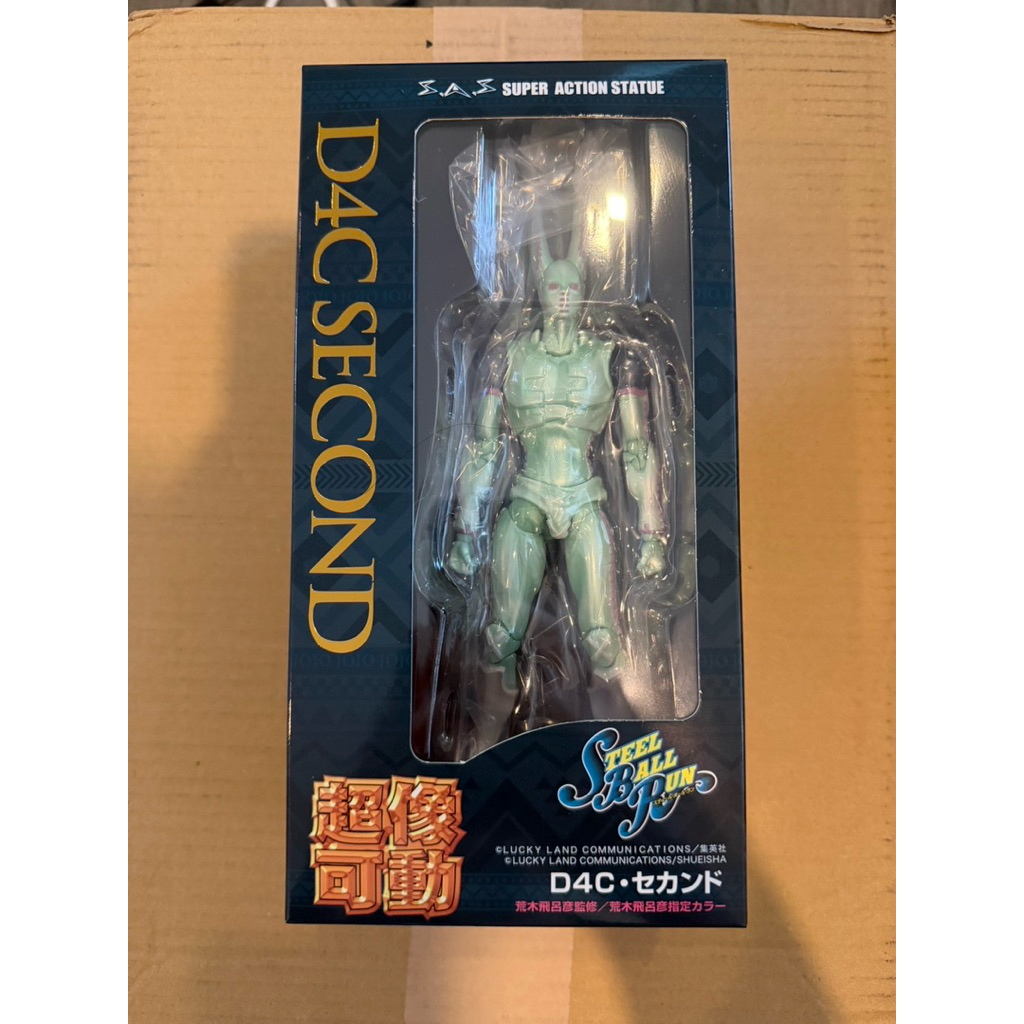 S.A.S SUPER ACTION STATUE
D4C SECOND
STEEL
BALL
RUN
超像
可動
©LUCKY LAND COMMUNICATIONS/集英社
©LUCKY LAND COMMUNICATIONS/SHUEISHA
D4C・セカンド
荒木飛呂彦監修/荒木飛呂彦指定カラー